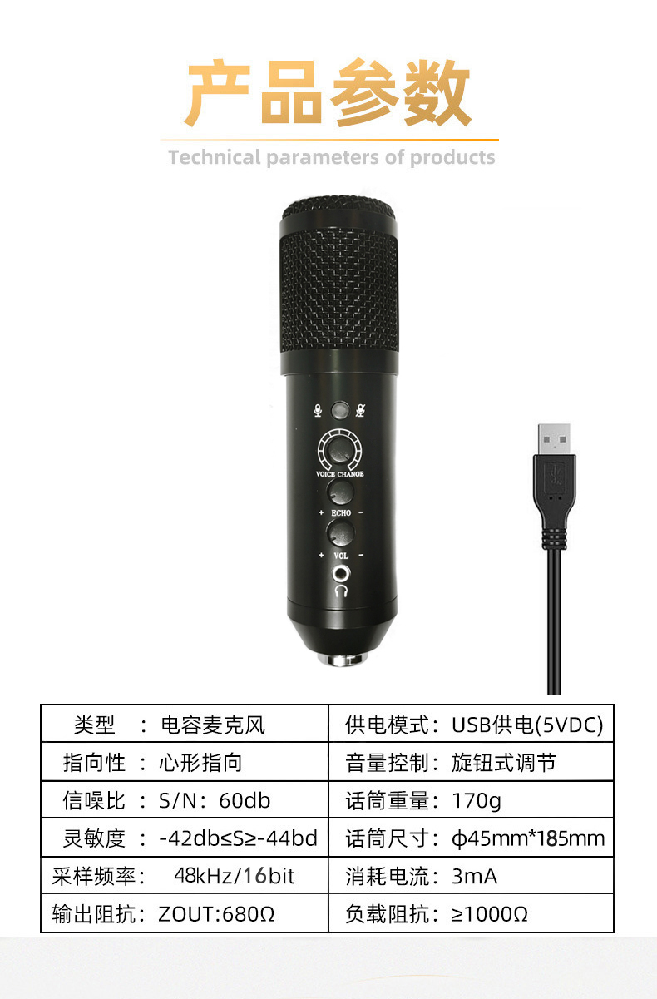 产品参数
Technical parameters of products
VOICE CHANGE
+ ECHO -
+ VOL -
类型 ：电容麦克风
供电模式：USB供电(5VDC)
指向性 ：心形指向
音量控制：旋钮式调节
信噪比 ：S/N：60db
话筒重量：170g
灵敏度 ：-42db≤S≥-44bd
话筒尺寸：ф45mm*185mm
采样频率： 48kHz/16bit
消耗电流：3mA
输出阻抗：ZOUT:680Ω
负载阻抗：≥1000Ω